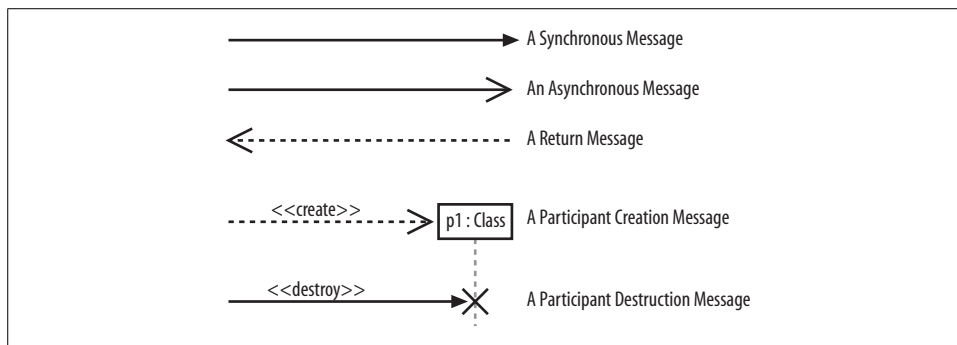 A Synchronous Message
An Asynchronous Message
A Return Message
<<create>>
p1 : Class
A Participant Creation Message
<<destroy>>
A Participant Destruction Message